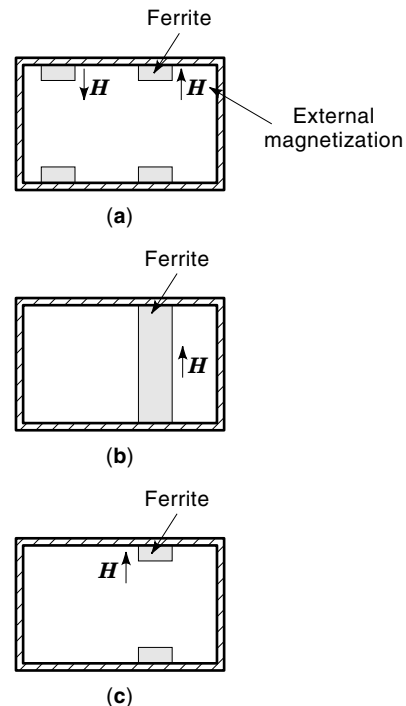 Ferrite
H
H
External
magnetization
(a)
Ferrite
H
(b)
Ferrite
H
(c)